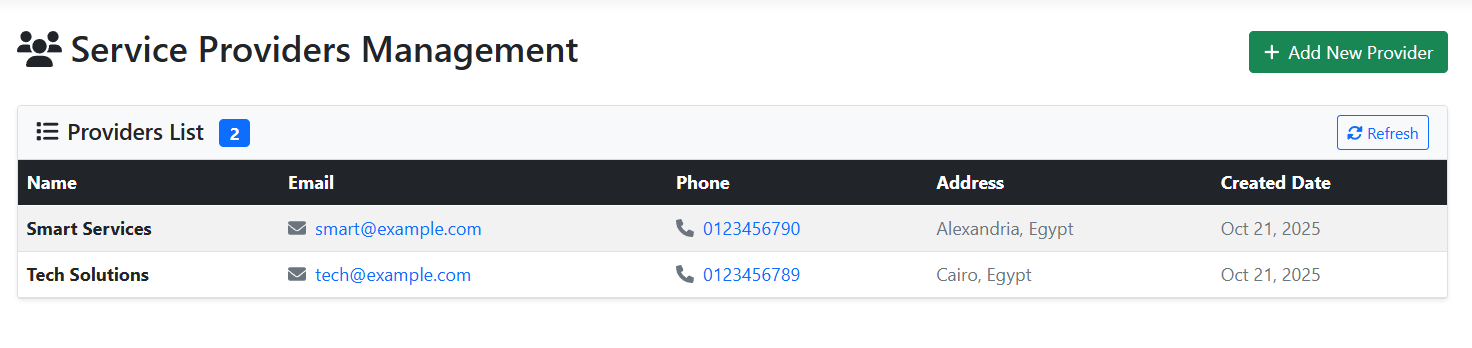 Service Providers Management
+ Add New Provider
Providers List 2
Refresh
Name Email Phone Address Created Date
Smart Services smart@example.com 0123456790 Alexandria, Egypt Oct 21, 2025
Tech Solutions tech@example.com 0123456789 Cairo, Egypt Oct 21, 2025